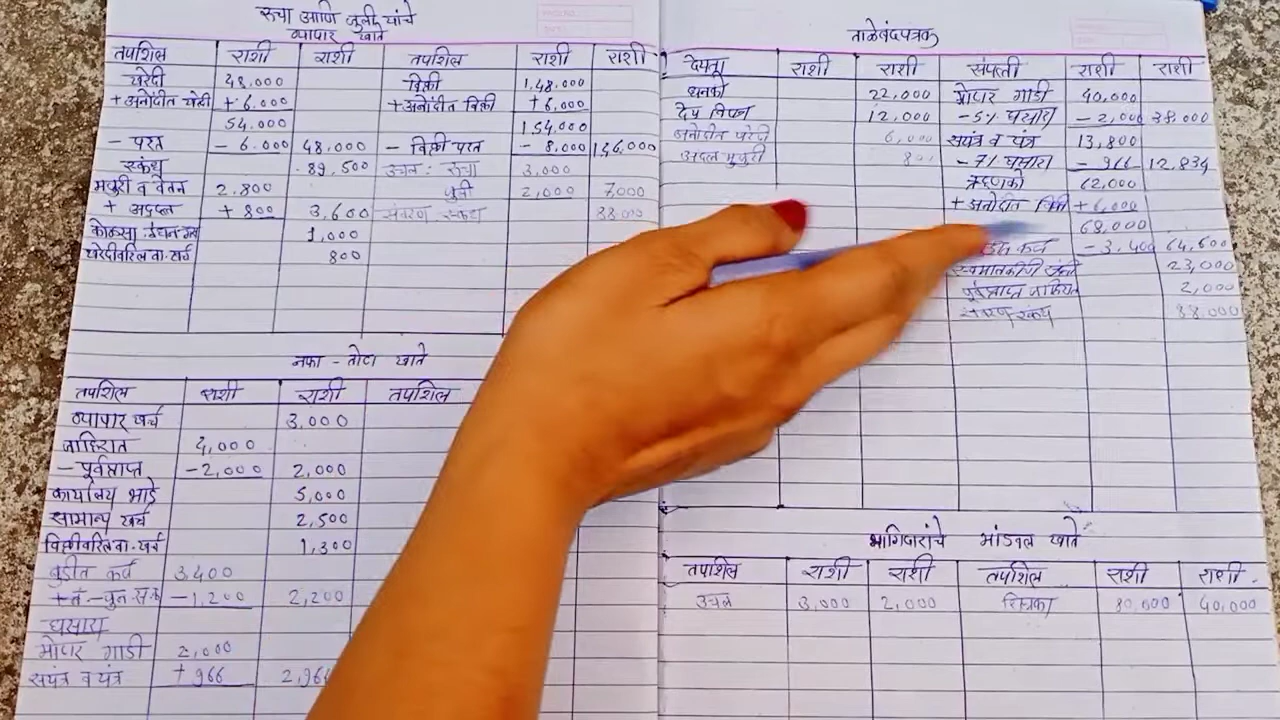 रुचा आणि जुली यांचे
व्यापार खाते
तपशिल राशी राशी तपशिल राशी राशी
खरेदी 48,000 विक्री 1,48,000
+ अनोंदीत खरेदी + 6,000 + अनोंदीत विक्री + 6,000
54,000 1,54,000
- परत - 6,000 48,000 - विक्री परत - 8,000 1,46,000
स्कंध 89,500 उचल : रुचा 3,000
मजुरी व वेतन 2,800 जुली 2,000 7,000
+ अदत्त + 800 3,600 संवरण स्कंध 38,000
कोळसा 1,000
खरेदीवरिल वा. खर्च 800
नफा - तोटा खाते
तपशिल राशी राशी तपशिल
व्यापार खर्च 3,000
जाहिरात 4,000
- पूर्वप्राप्त - 2,000 2,000
कार्यालय भाडे 5,000
सामान्य खर्च 2,500
विक्रीवरिल वा. खर्च 1,300
बुडीत कर्ज 3,400
- 1,200 2,200
घसारा
मोटर गाडी 2,000
सयंत्र व यंत्र + 966 2,966
ताळेबंदपत्रक
देयता राशी राशी संपत्ती राशी राशी
धनको 22,000 मोटर गाडी 40,000
देय विपत्र 12,000 - 5% घसारा - 2,000 38,000
अनोंदीत खरेदी 6,000 सयंत्र व यंत्र 13,800
अदत्त मजुरी 800 - 7% घसारा - 966 12,834
ऋणको 62,000
+ अनोंदीत विक्री + 6,000
68,000
कर्ज - 3,400 64,600
23,000
पूर्वप्राप्त जाहिरात 2,000
स्कंध 38,000
भागिदारांचे भांडवल खाते
तपशिल राशी राशी तपशिल राशी राशी
उचल 3,000 2,000 शिल्लक 80,000 40,000